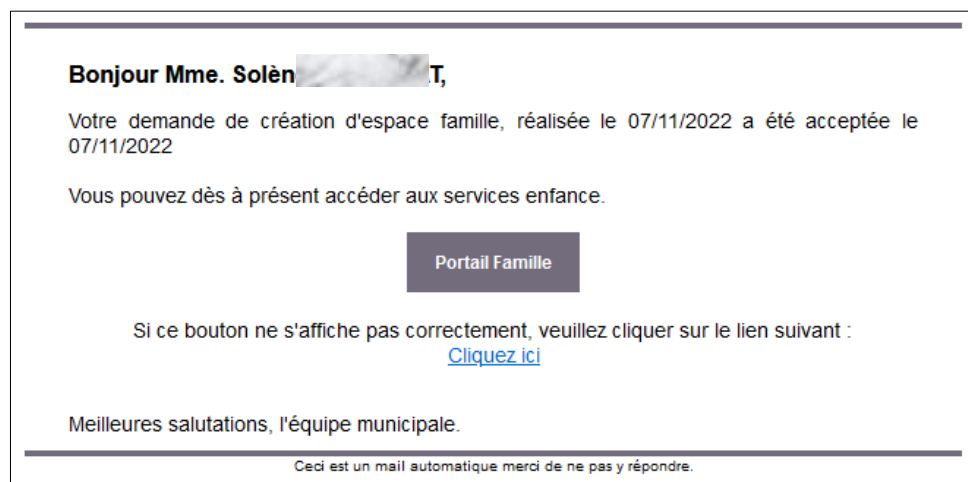 Bonjour Mme. Solèn T,
Votre demande de création d'espace famille, réalisée le 07/11/2022 a été acceptée le
07/11/2022
Vous pouvez dès à présent accéder aux services enfance.
Portail Famille
Si ce bouton ne s'affiche pas correctement, veuillez cliquer sur le lien suivant :
Cliquez ici
Meilleures salutations, l'équipe municipale.
Ceci est un mail automatique merci de ne pas y répondre.